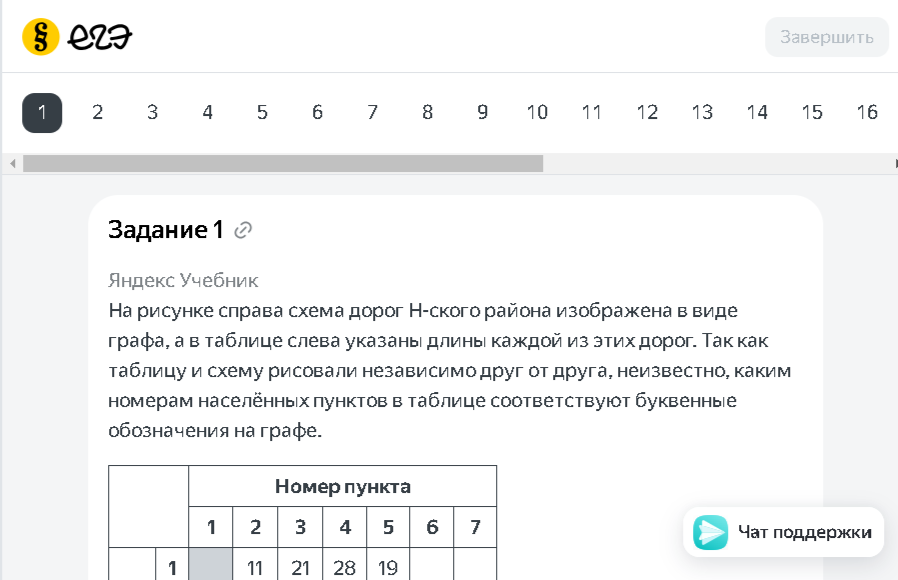 § ЕГЭ
Завершить
1 2 3 4 5 6 7 8 9 10 11 12 13 14 15 16
Задание 1
Яндекс Учебник
На рисунке справа схема дорог Н-ского района изображена в виде
графа, а в таблице слева указаны длины каждой из этих дорог. Так как
таблицу и схему рисовали независимо друг от друга, неизвестно, каким
номерам населённых пунктов в таблице соответствуют буквенные
обозначения на графе.
Номер пункта
1 2 3 4 5 6 7
1 11 21 28 19
Чат поддержки